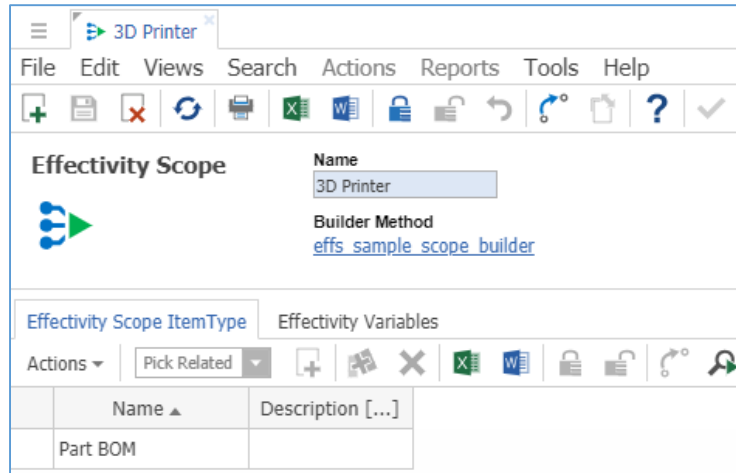 3D Printer
File Edit Views Search Actions Reports Tools Help
Effectivity Scope
Name
3D Printer
Builder Method
effs_sample_scope_builder
Effectivity Scope ItemType Effectivity Variables
Actions Pick Related
Name Description [...]
Part BOM